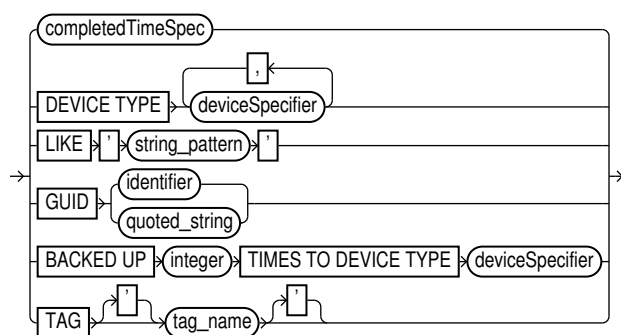 completedTimeSpec
,
DEVICE TYPE deviceSpecifier
LIKE ’ string_pattern ’
identifier
GUID
quoted_string
BACKED UP integer TIMES TO DEVICE TYPE deviceSpecifier
’ ’
TAG tag_name